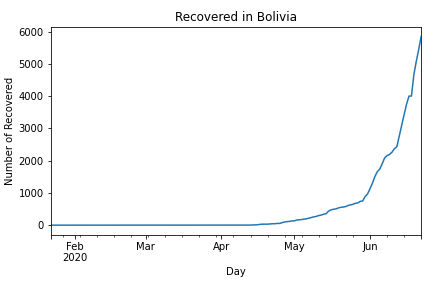 Recovered in Bolivia
Number of Recovered
6000
5000
4000
3000
2000
1000
0
Feb
2020
Mar
Apr
May
Jun
Day